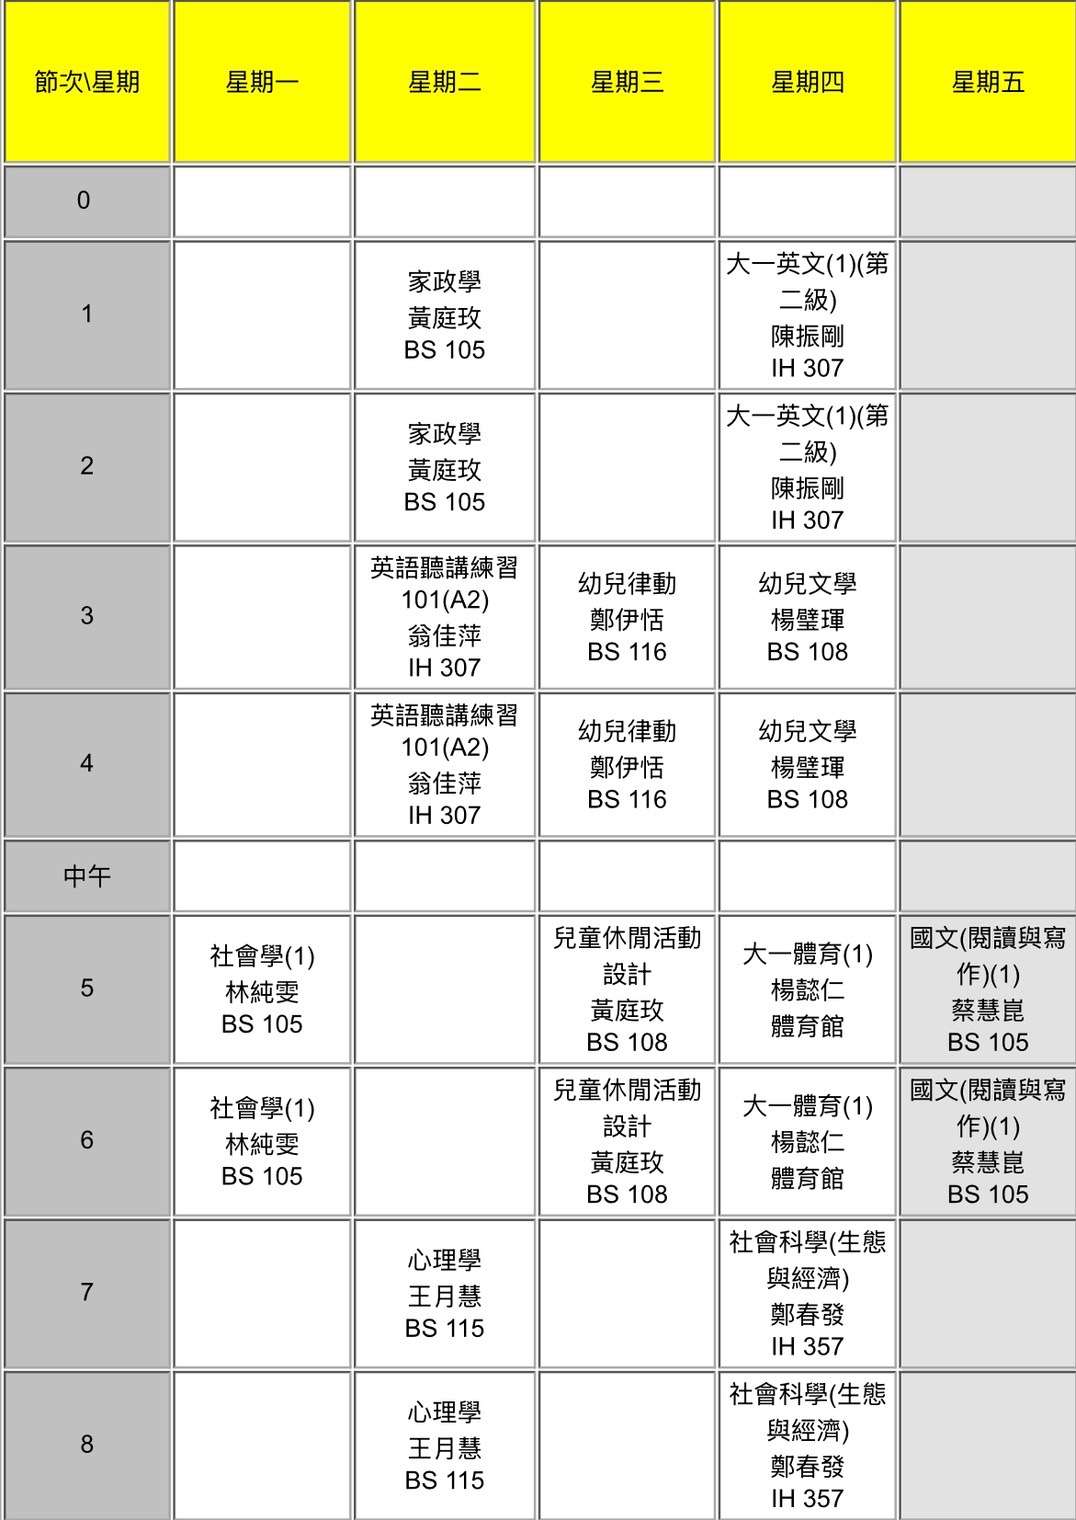 節次\星期
星期一
星期二
星期三
星期四
星期五
0
1
家政學
黃庭玫
BS 105
大一英文(1)(第
二級)
陳振剛
IH 307
2
家政學
黃庭玫
BS 105
大一英文(1)(第
二級)
陳振剛
IH 307
3
英語聽講練習
101(A2)
翁佳萍
IH 307
幼兒律動
鄭伊恬
BS 116
幼兒文學
楊璧琿
BS 108
4
英語聽講練習
101(A2)
翁佳萍
IH 307
幼兒律動
鄭伊恬
BS 116
幼兒文學
楊璧琿
BS 108
中午
5
社會學(1)
林純雯
BS 105
兒童休閒活動
設計
黃庭玫
BS 108
大一體育(1)
楊懿仁
體育館
國文(閱讀與寫
作)(1)
蔡慧崑
BS 105
6
社會學(1)
林純雯
BS 105
兒童休閒活動
設計
黃庭玫
BS 108
大一體育(1)
楊懿仁
體育館
國文(閱讀與寫
作)(1)
蔡慧崑
BS 105
7
心理學
王月慧
BS 115
社會科學(生態
與經濟)
鄭春發
IH 357
8
心理學
王月慧
BS 115
社會科學(生態
與經濟)
鄭春發
IH 357